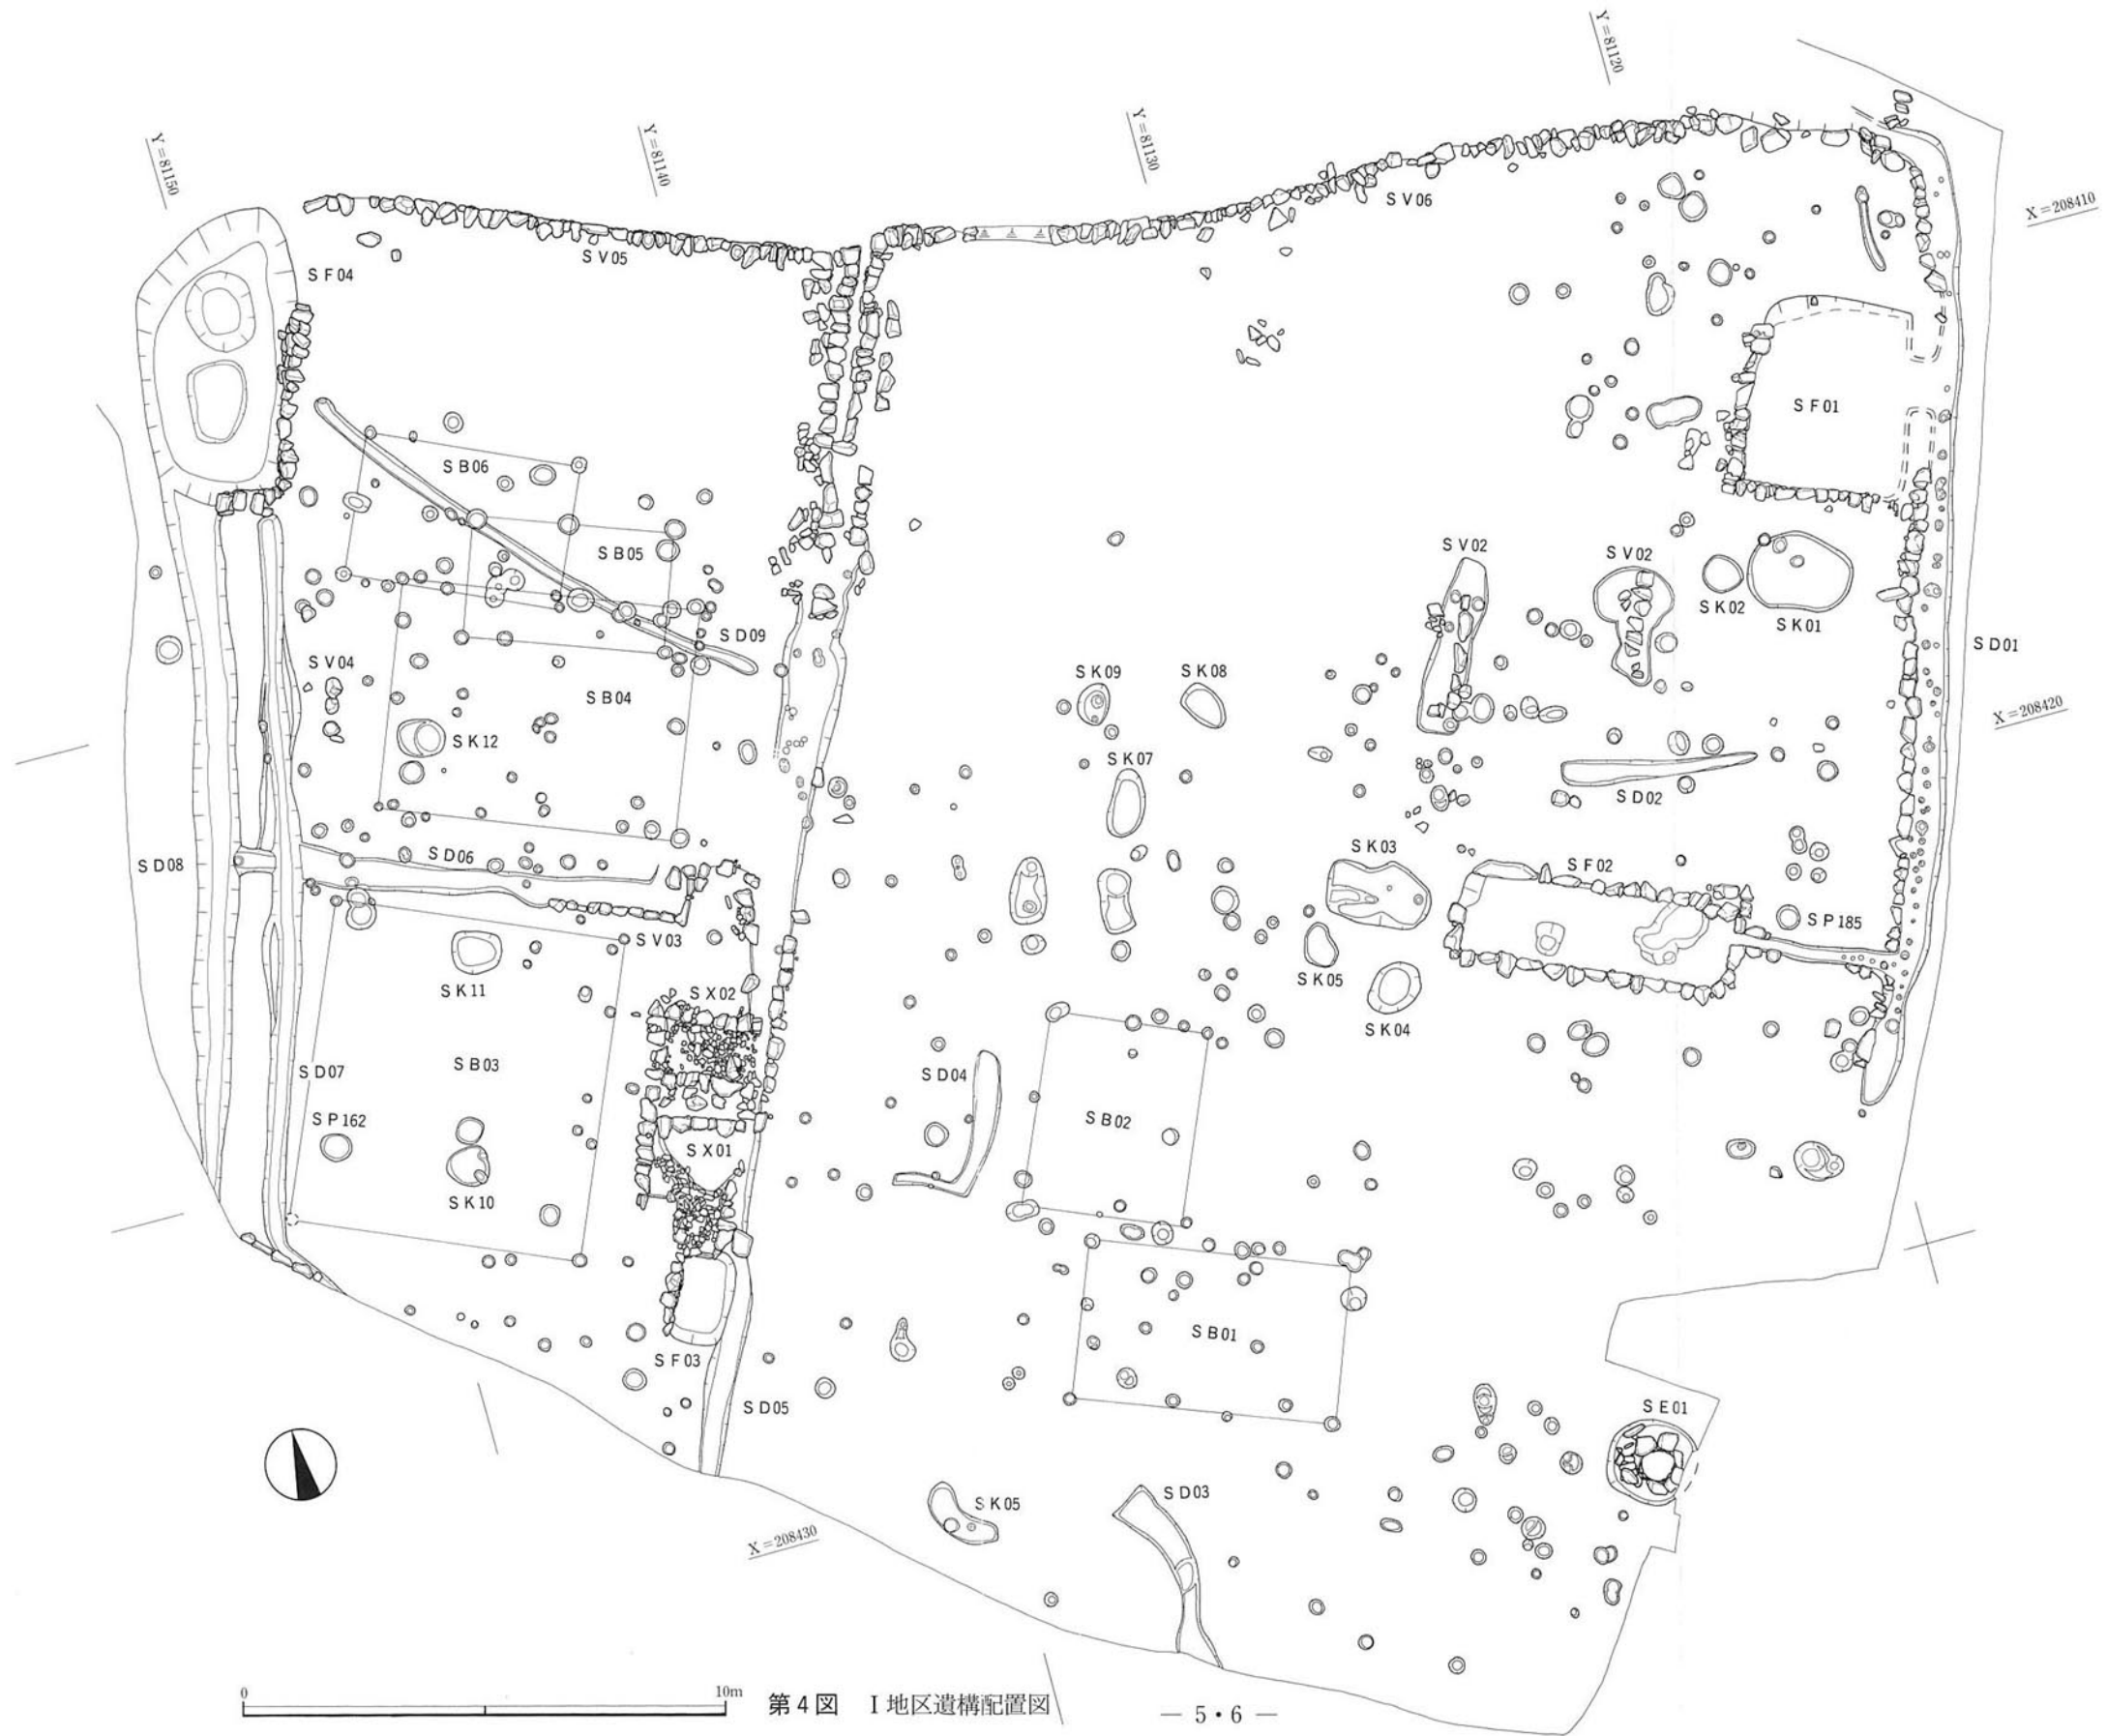 Y=81120
Y=81130
Y=81140
Y=81150
X=208410
SV06
SV05
SF04
SF01
SB06
SV02
SV02
SB05
SK02
SK01
SD09
SD01
SV04
SK09
SK08
SB04
X=208420
SK12
SK07
SD02
SK03
SD06
SF02
SD08
SP185
SV03
SK05
SK11
SX02
SK04
SB03
SD07
SD04
SP162
SB02
SX01
SK10
SB01
SF03
SD05
SE01
SD03
SK05
X=208430
0
10m
第4図 I地区遺構配置図
— 5・6 —